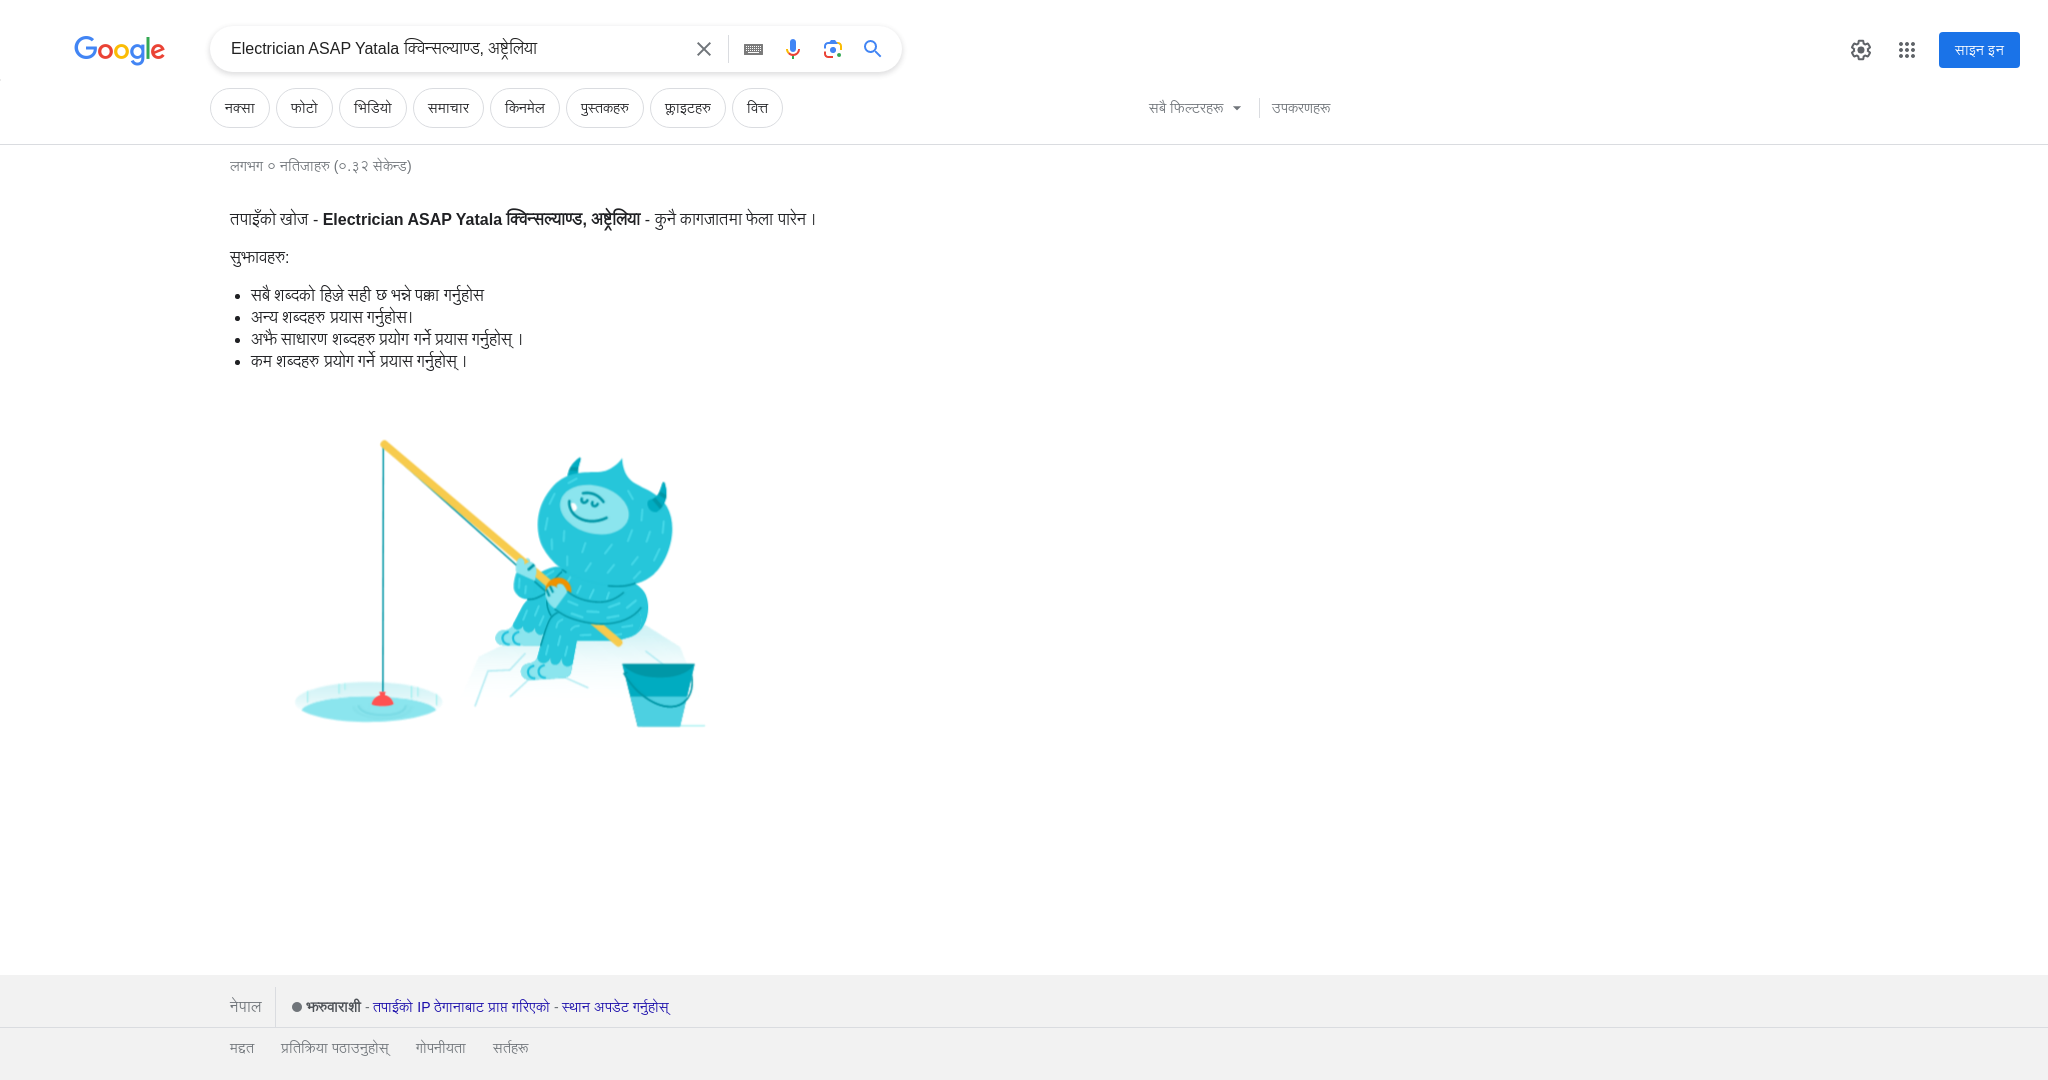 Google
Electrician ASAP Yatala क्विन्सल्याण्ड, अष्ट्रेलिया
साइन इन
नक्सा फोटो भिडियो समाचार किनमेल पुस्तकहरु फ्लाइटहरु वित्त सबै फिल्टरहरू उपकरणहरू
लगभग ० नतिजाहरु (०.३२ सेकेन्ड)
तपाइँको खोज - Electrician ASAP Yatala क्विन्सल्याण्ड, अष्ट्रेलिया - कुनै कागजातमा फेला पारेन ।
सुझावहरु:
सबै शब्दको हिज्जे सही छ भन्ने पक्का गर्नुहोस
अन्य शब्दहरु प्रयास गर्नुहोस।
अझै साधारण शब्दहरु प्रयोग गर्ने प्रयास गर्नुहोस् ।
कम शब्दहरु प्रयोग गर्ने प्रयास गर्नुहोस् ।
नेपाल झरुवाराशी - तपाईंको IP ठेगानाबाट प्राप्त गरिएको - स्थान अपडेट गर्नुहोस्
मद्दत प्रतिक्रिया पठाउनुहोस् गोपनीयता सर्तहरू